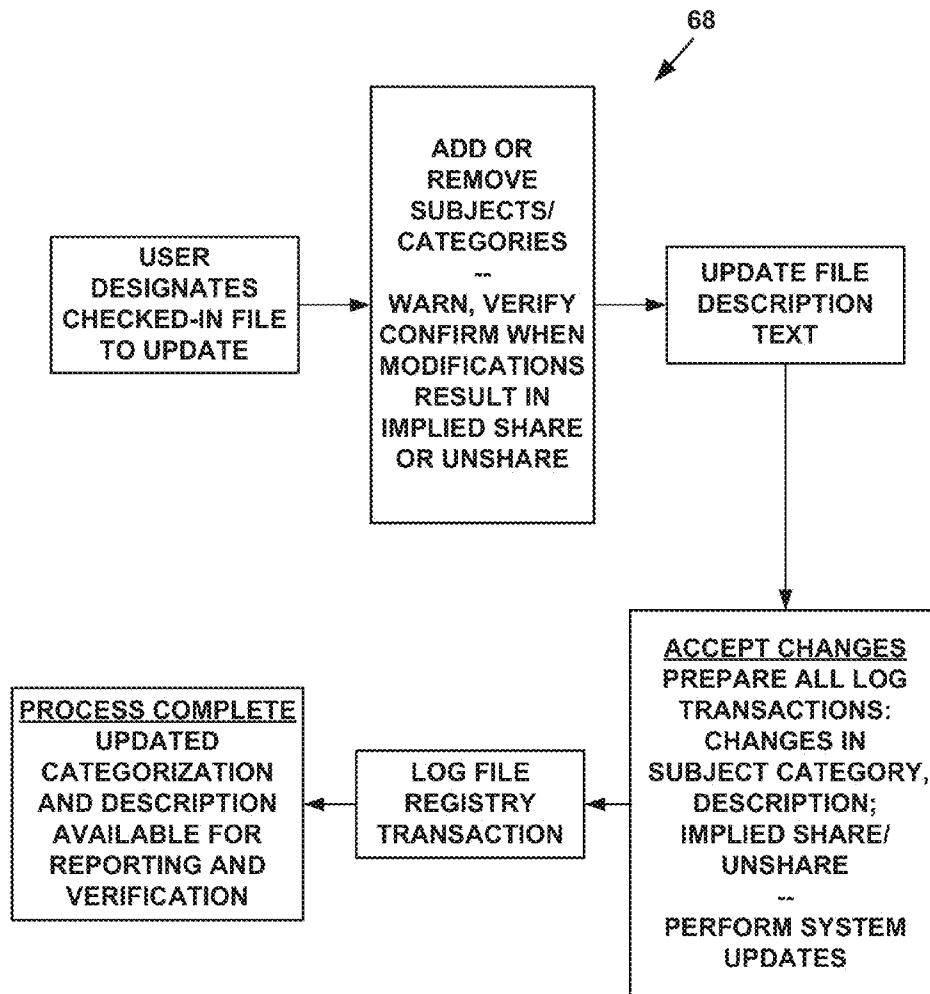 68
USER
DESIGNATES
CHECKED-IN FILE
TO UPDATE
ADD OR
REMOVE
SUBJECTS/
CATEGORIES
--
WARN, VERIFY
CONFIRM WHEN
MODIFICATIONS
RESULT IN
IMPLIED SHARE
OR UNSHARE
UPDATE FILE
DESCRIPTION
TEXT
ACCEPT CHANGES
PREPARE ALL LOG
TRANSACTIONS:
CHANGES IN
SUBJECT CATEGORY,
DESCRIPTION;
IMPLIED SHARE/
UNSHARE
--
PERFORM SYSTEM
UPDATES
LOG FILE
REGISTRY
TRANSACTION
PROCESS COMPLETE
UPDATED
CATEGORIZATION
AND DESCRIPTION
AVAILABLE FOR
REPORTING AND
VERIFICATION